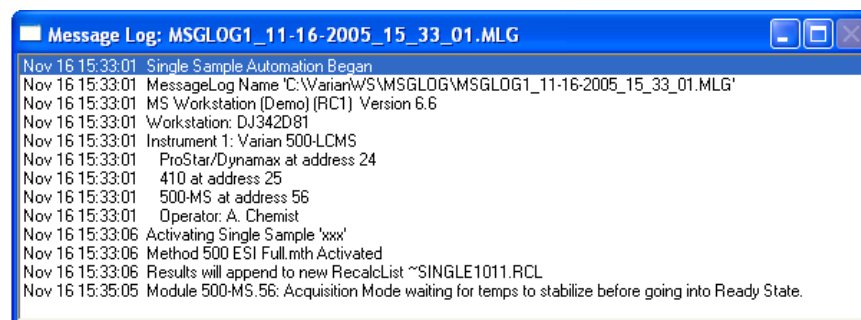 Message Log: MSGLOG1_11-16-2005_15_33_01.MLG
Nov 16 15:33:01 Single Sample Automation Began
Nov 16 15:33:01 MessageLog Name 'C:\VarianWS\MSGLOG\MSGLOG1_11-16-2005_15_33_01.MLG'
Nov 16 15:33:01 MS Workstation (Demo) (RC1) Version 6.6
Nov 16 15:33:01 Workstation: DJ342D81
Nov 16 15:33:01 Instrument 1: Varian 500-LCMS
Nov 16 15:33:01 ProStar/Dynamax at address 24
Nov 16 15:33:01 410 at address 25
Nov 16 15:33:01 500-MS at address 56
Nov 16 15:33:01 Operator: A. Chemist
Nov 16 15:33:06 Activating Single Sample 'xxx'
Nov 16 15:33:06 Method 500 ESI Full.mth Activated
Nov 16 15:33:06 Results will append to new RecalcList ~SINGLE1011.RCL
Nov 16 15:35:05 Module 500-MS.56: Acquisition Mode waiting for temps to stabilize before going into Ready State.